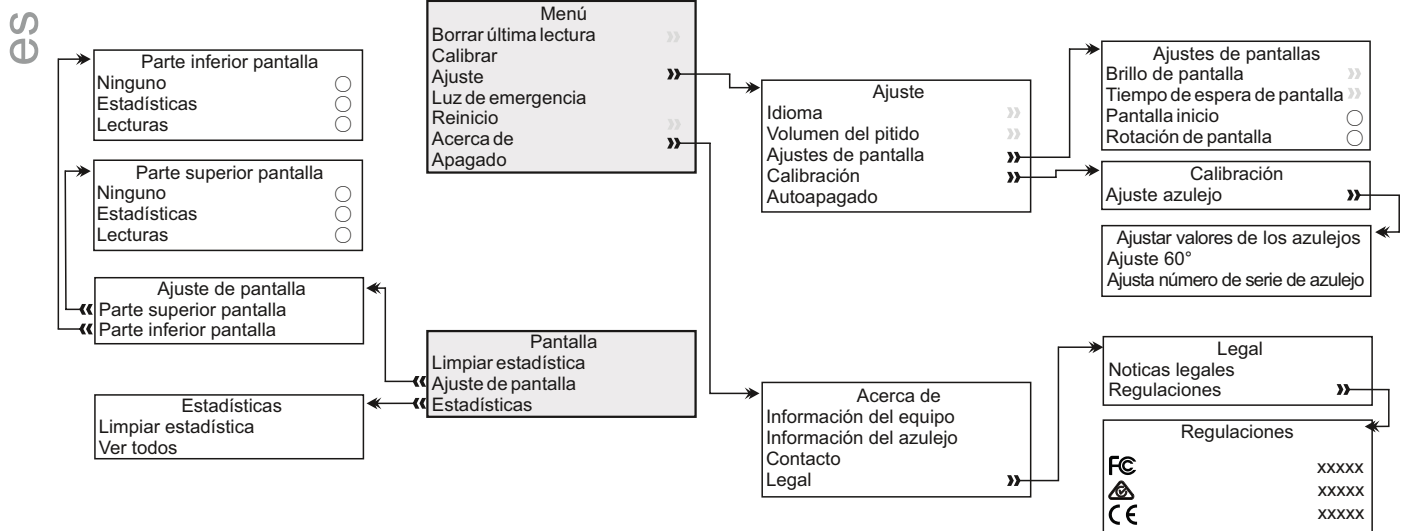 es
Parte inferior pantalla
Ninguno
Estadísticas
Lecturas
Parte superior pantalla
Ninguno
Estadísticas
Lecturas
Ajuste de pantalla
Parte superior pantalla
Parte inferior pantalla
Estadísticas
Limpiar estadística
Ver todos
Menú
Borrar última lectura
Calibrar
Ajuste
Luz de emergencia
Reinicio
Acerca de
Apagado
Pantalla
Limpiar estadística
Ajuste de pantalla
Estadísticas
Ajuste
Idioma
Volumen del pitido
Ajustes de pantalla
Calibración
Autoapagado
Acerca de
Información del equipo
Información del azulejo
Contacto
Legal
Ajustes de pantallas
Brillo de pantalla
Tiempo de espera de pantalla
Pantalla inicio
Rotación de pantalla
Calibración
Ajuste azulejo
Ajustar valores de los azulejos
Ajuste 60°
Ajusta número de serie de azulejo
Legal
Noticas legales
Regulaciones
Regulaciones
FC xxxxx
xxxxx
CE xxxxx